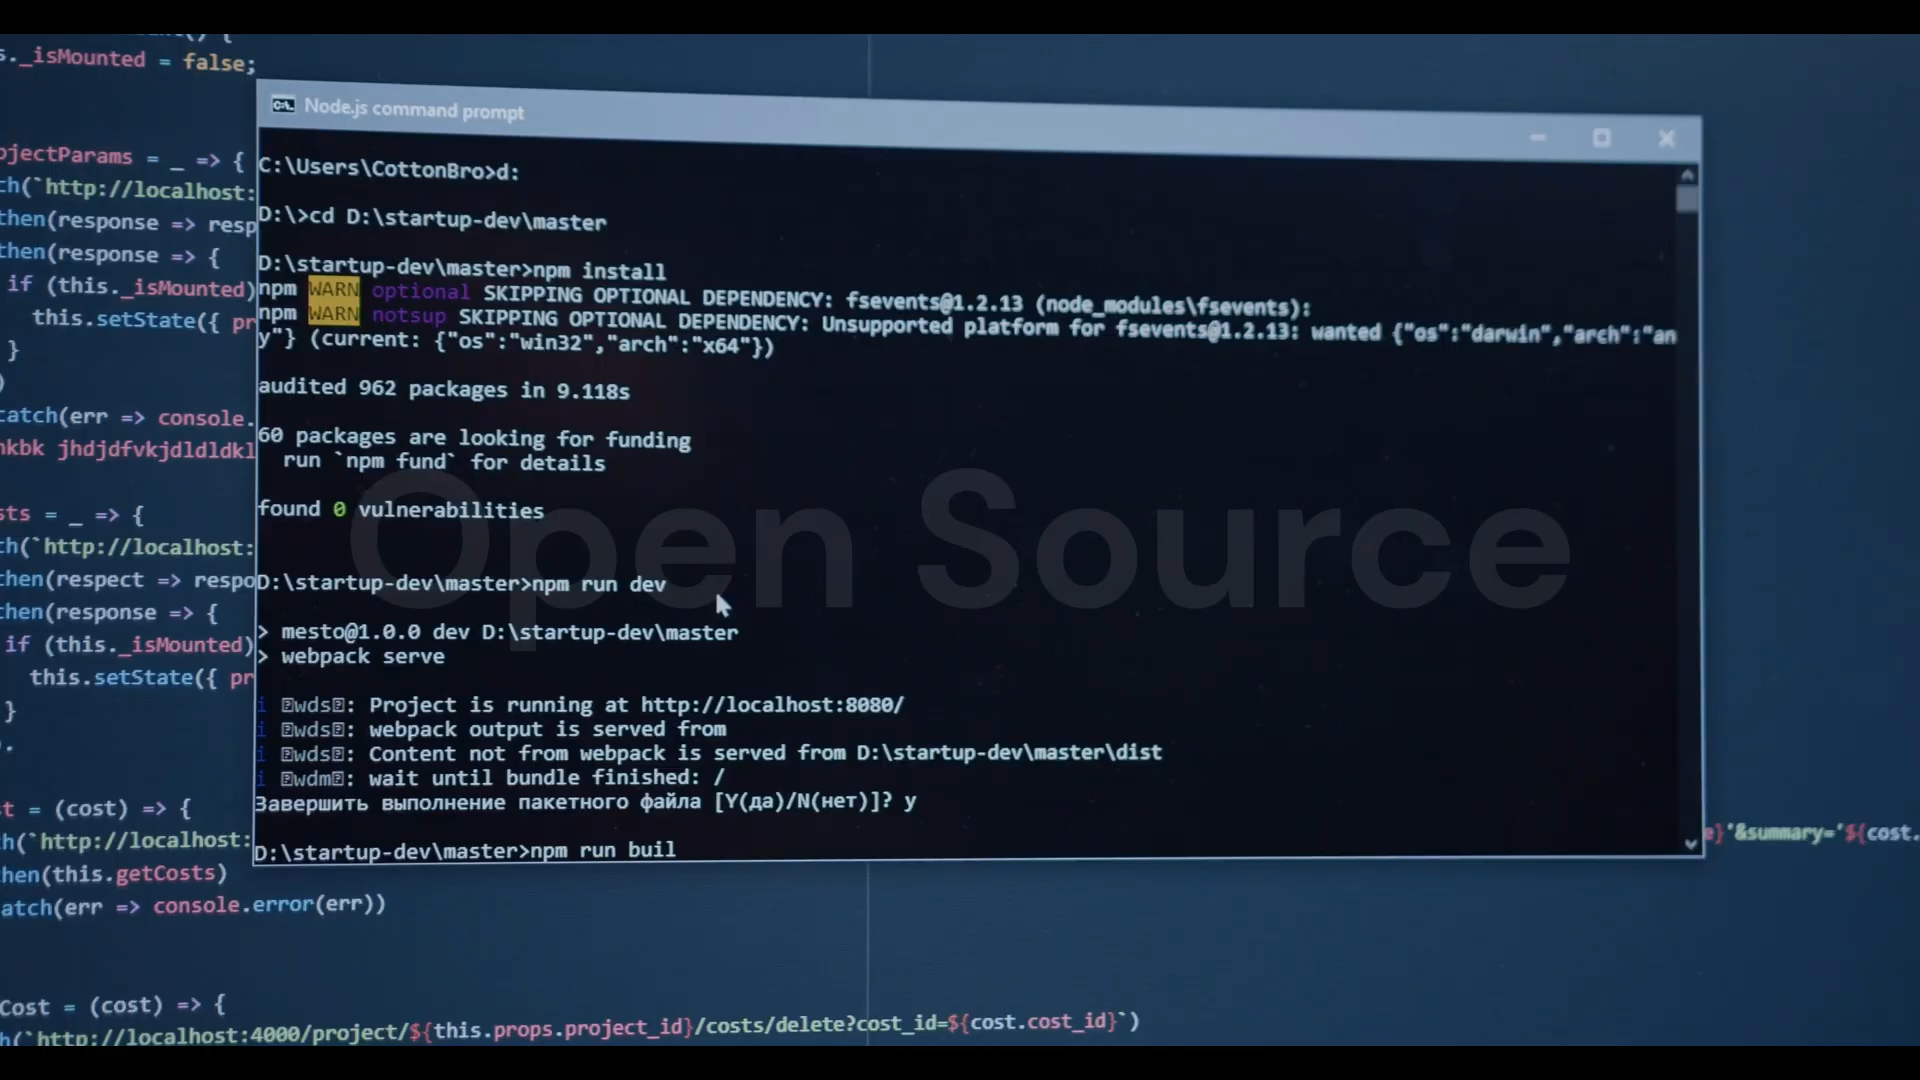 ._isMounted = false;
Node.js command prompt
C:\Users\CottonBro>d:
D:\>cd D:\startup-dev\master
D:\startup-dev\master>npm install
npm WARN optional SKIPPING OPTIONAL DEPENDENCY: fsevents@1.2.13 (node_modules\fsevents):
npm WARN notsup SKIPPING OPTIONAL DEPENDENCY: Unsupported platform for fsevents@1.2.13: wanted {"os":"darwin","arch":"an
y"} (current: {"os":"win32","arch":"x64"})
audited 962 packages in 9.118s
60 packages are looking for funding
run `npm fund` for details
found 0 vulnerabilities
Open Source
D:\startup-dev\master>npm run dev
> mesto@1.0.0 dev D:\startup-dev\master
> webpack serve
i wds: Project is running at http://localhost:8080/
i wds: webpack output is served from
i wds: Content not from webpack is served from D:\startup-dev\master\dist
i wdm: wait until bundle finished: /
Завершить выполнение пакетного файла [Y(да)/N(нет)]? y
D:\startup-dev\master>npm run buil
ojectParams = _ => {
ch(`http://localhost:
then(response => resp
then(response => {
if (this._isMounted)
this.setState({ pr
}
)
catch(err => console.
nkbk jhdjdfvkjdldldkl
sts = _ => {
ch(`http://localhost:
then(respect => respo
then(response => {
if (this._isMounted)
this.setState({ pr
}
t = (cost) => {
ch(`http://localhost:
e}'&summary='${cost.
hen(this.getCosts)
atch(err => console.error(err))
Cost = (cost) => {
h(`http://localhost:4000/project/${this.props.project_id}/costs/delete?cost_id=${cost.cost_id}`)